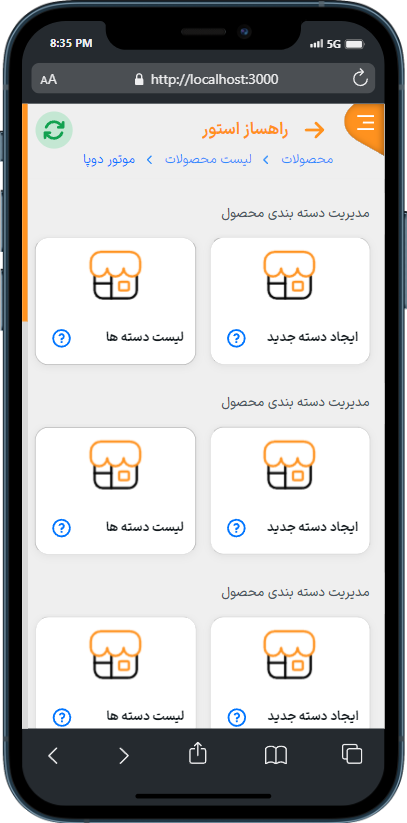 8:35 PM 5G
AA http://localhost:3000
راهساز استور
محصولات › لیست محصولات › موتور دوپا
مدیریت دسته بندی محصول
ایجاد دسته جدید ? لیست دسته ها ?
مدیریت دسته بندی محصول
ایجاد دسته جدید ? لیست دسته ها ?
مدیریت دسته بندی محصول
ایجاد دسته جدید ? لیست دسته ها ?